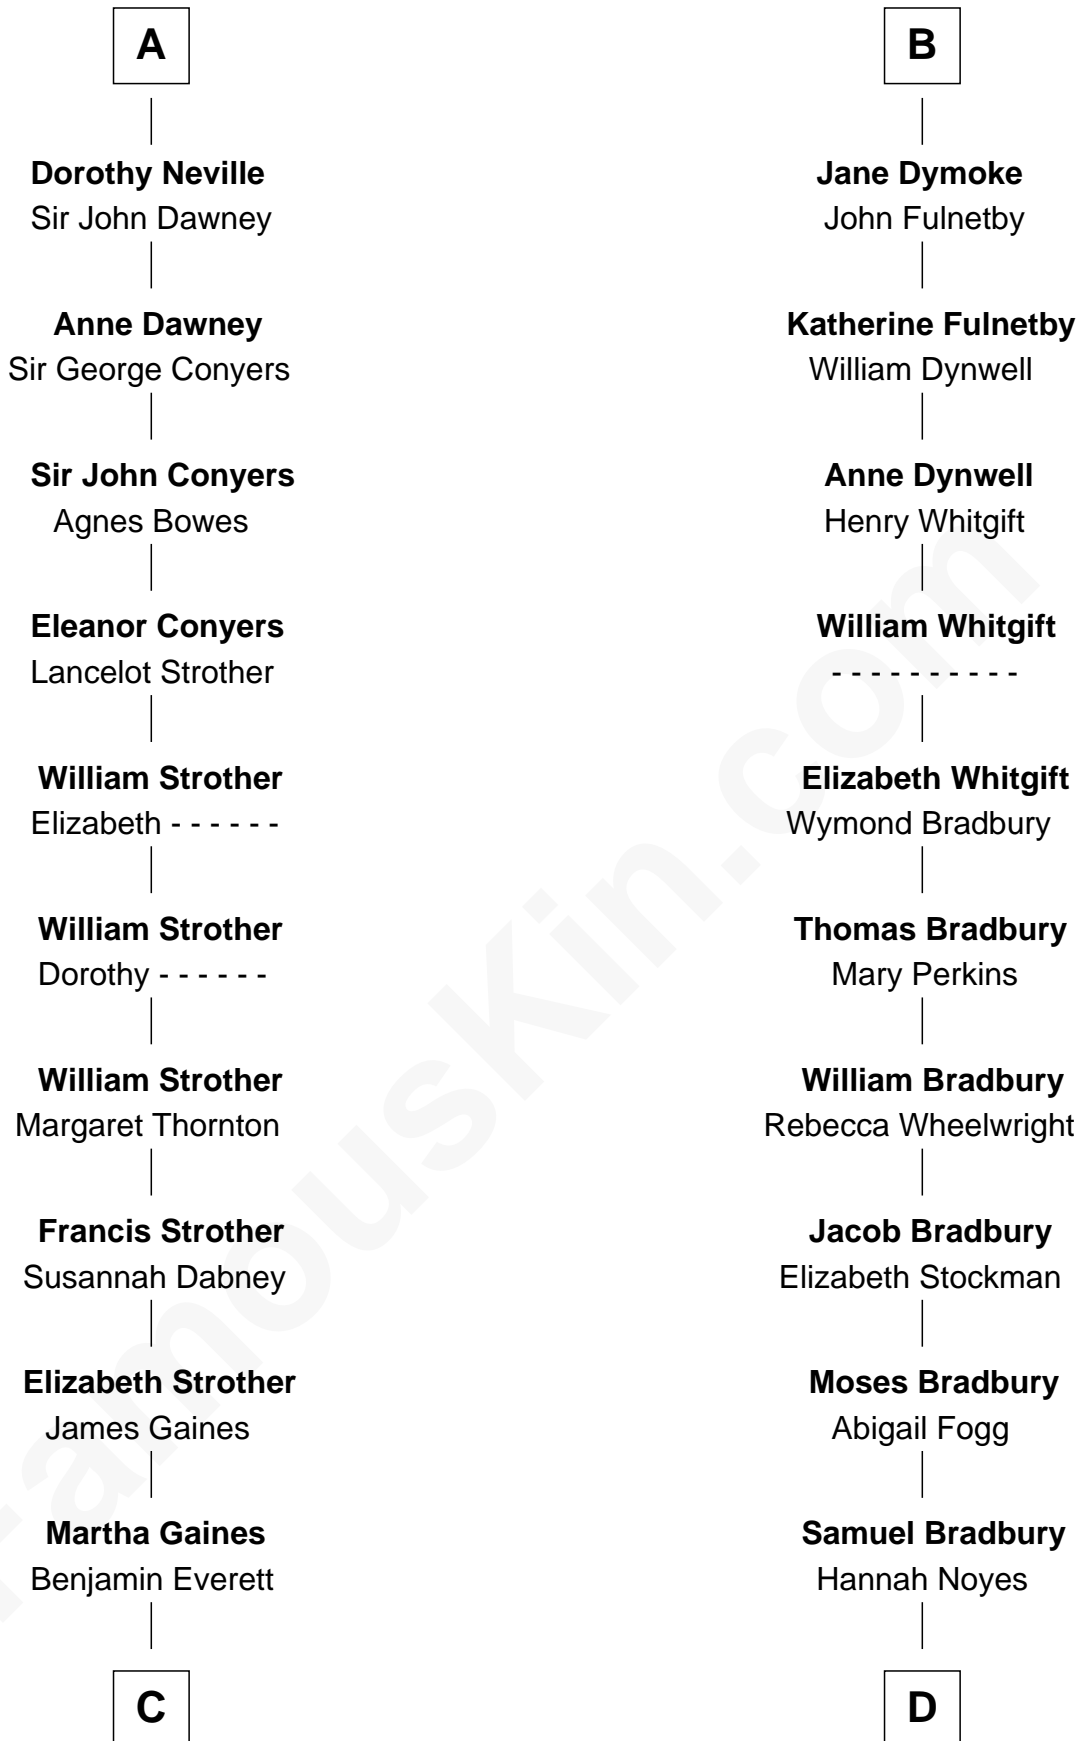 A
Dorothy Neville
Sir John Dawney
Anne Dawney
Sir George Conyers
Sir John Conyers
Agnes Bowes
Eleanor Conyers
Lancelot Strother
William Strother
Elizabeth - - - - - -
William Strother
Dorothy - - - - - -
William Strother
Margaret Thornton
Francis Strother
Susannah Dabney
Elizabeth Strother
James Gaines
Martha Gaines
Benjamin Everett
C
B
Jane Dymoke
John Fulnetby
Katherine Fulnetby
William Dynwell
Anne Dynwell
Henry Whitgift
William Whitgift
- - - - - - - - - -
Elizabeth Whitgift
Wymond Bradbury
Thomas Bradbury
Mary Perkins
William Bradbury
Rebecca Wheelwright
Jacob Bradbury
Elizabeth Stockman
Moses Bradbury
Abigail Fogg
Samuel Bradbury
Hannah Noyes
D
FamousKin.com